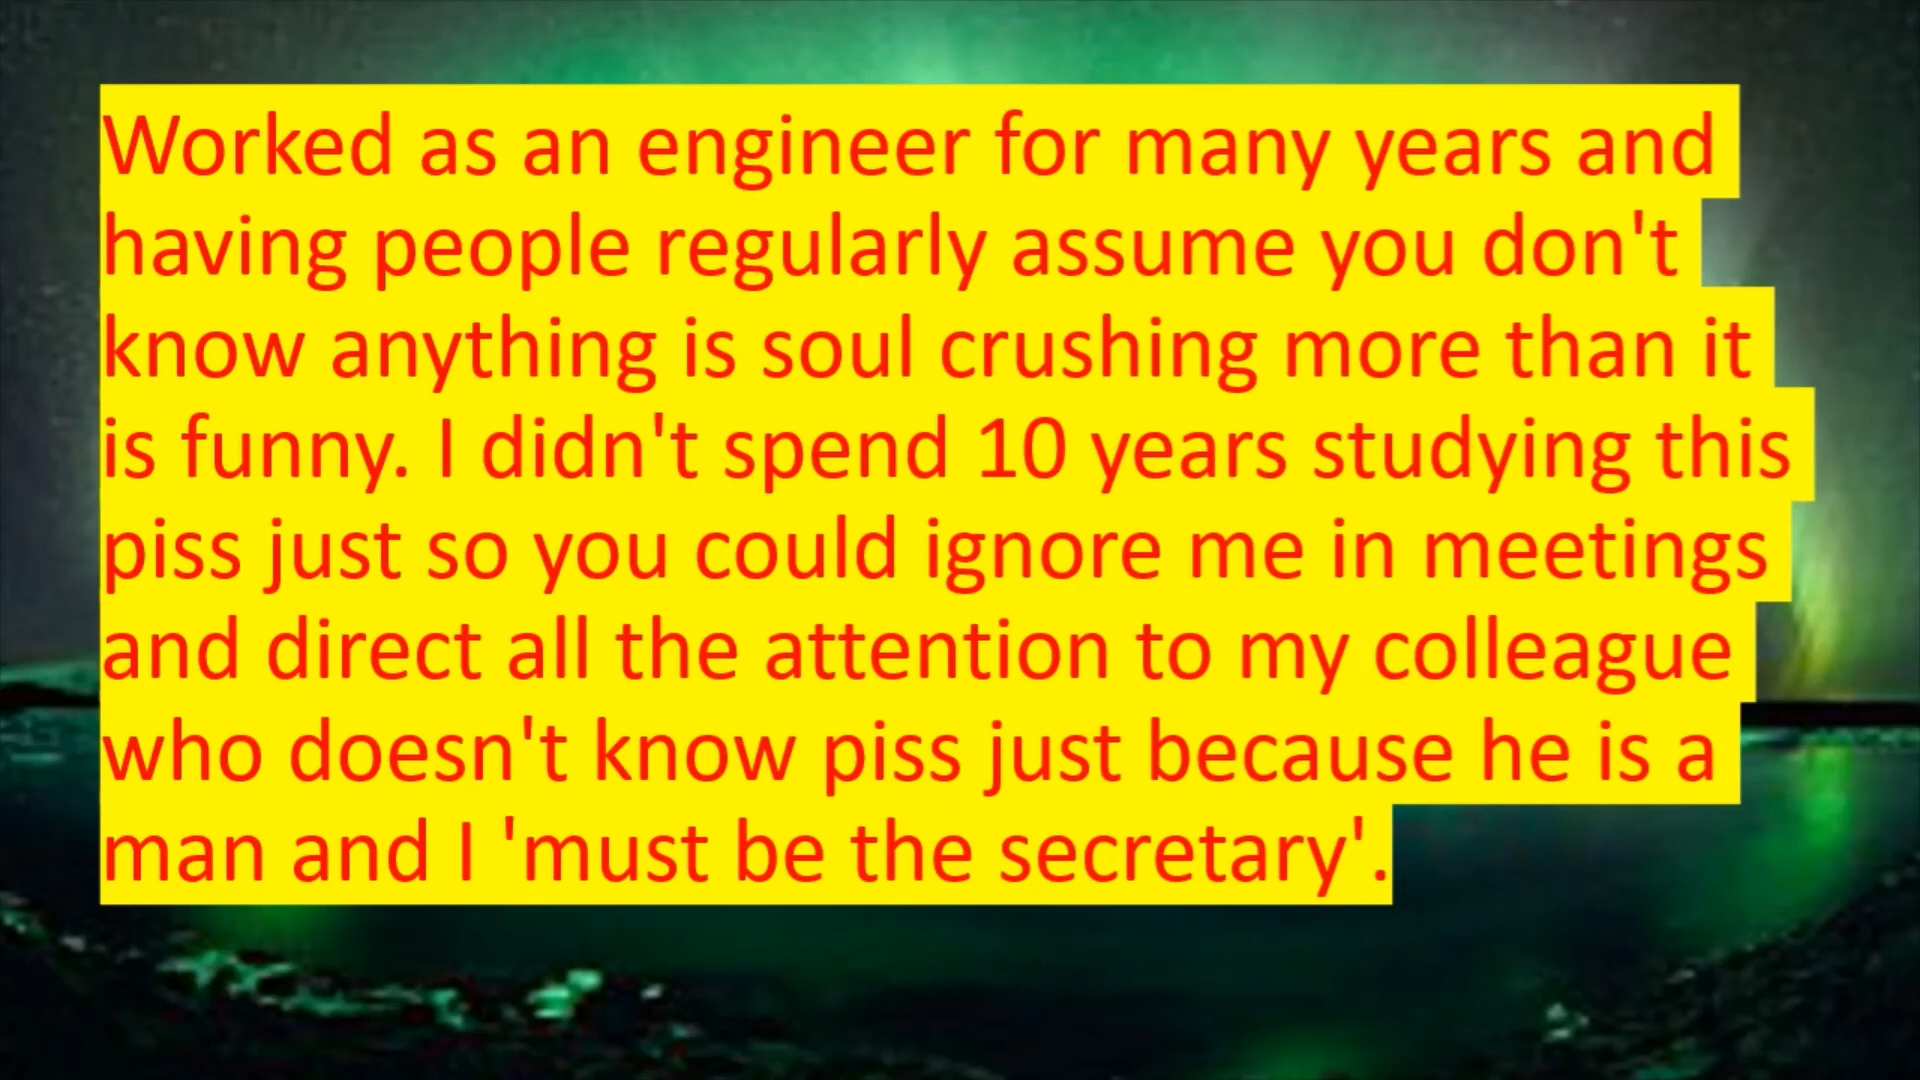 Worked as an engineer for many years and
having people regularly assume you don't
know anything is soul crushing more than it
is funny. I didn't spend 10 years studying this
piss just so you could ignore me in meetings
and direct all the attention to my colleague
who doesn't know piss just because he is a
man and I 'must be the secretary'.